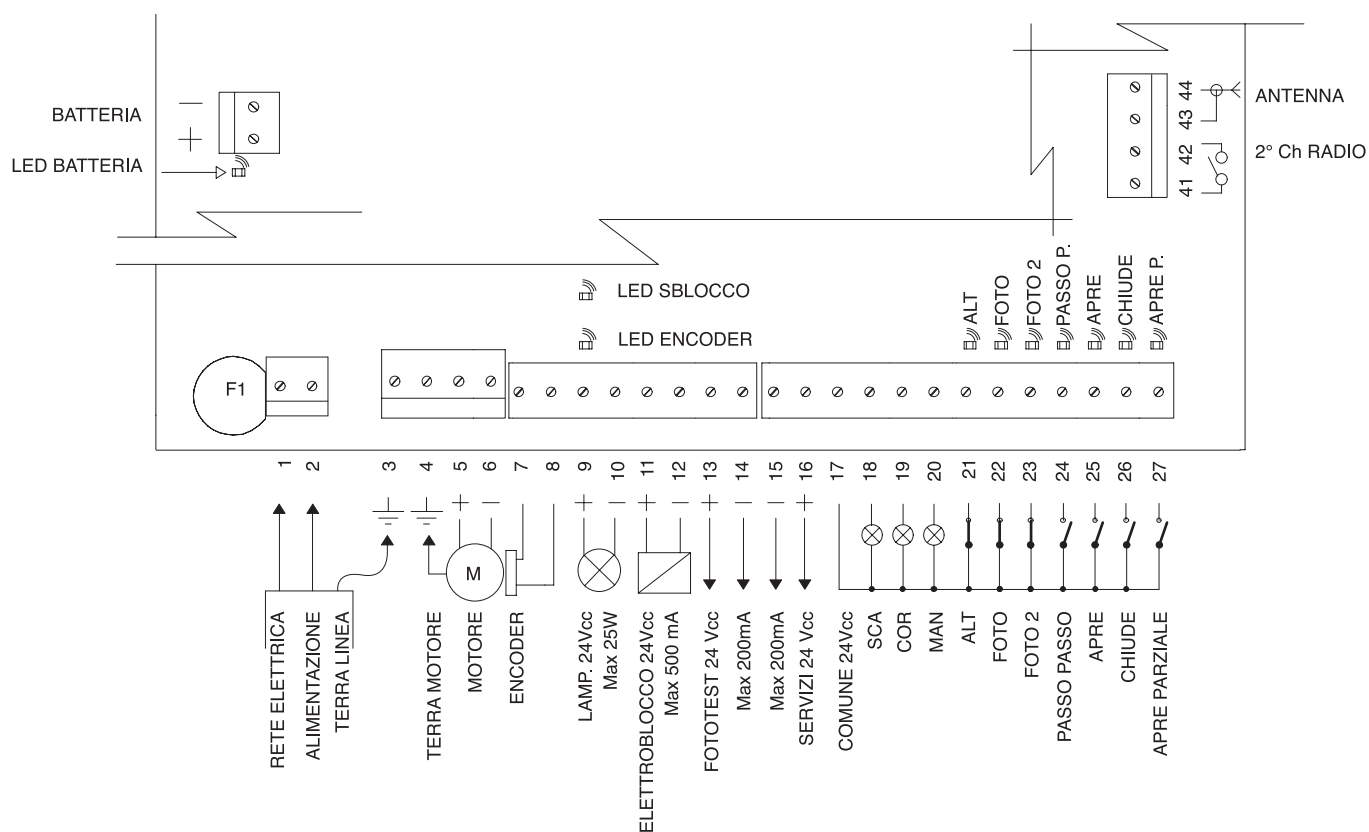 BATTERIA
−
+
LED BATTERIA
44
43
42
41
ANTENNA
2° Ch RADIO
LED SBLOCCO
LED ENCODER
ALT
FOTO
FOTO 2
PASSO P.
APRE
CHIUDE
APRE P.
F1
1
2
3
4
5
6
7
8
9
10
11
12
13
14
15
16
17
18
19
20
21
22
23
24
25
26
27
+
−
+
−
+
−
+
−
−
+
M
RETE ELETTRICA
ALIMENTAZIONE
TERRA LINEA
TERRA MOTORE
MOTORE
ENCODER
LAMP. 24Vcc
Max 25W
ELETTROBLOCCO 24Vcc
Max 500 mA
FOTOTEST 24 Vcc
Max 200mA
Max 200mA
SERVIZI 24 Vcc
COMUNE 24Vcc
SCA
COR
MAN
ALT
FOTO
FOTO 2
PASSO PASSO
APRE
CHIUDE
APRE PARZIALE